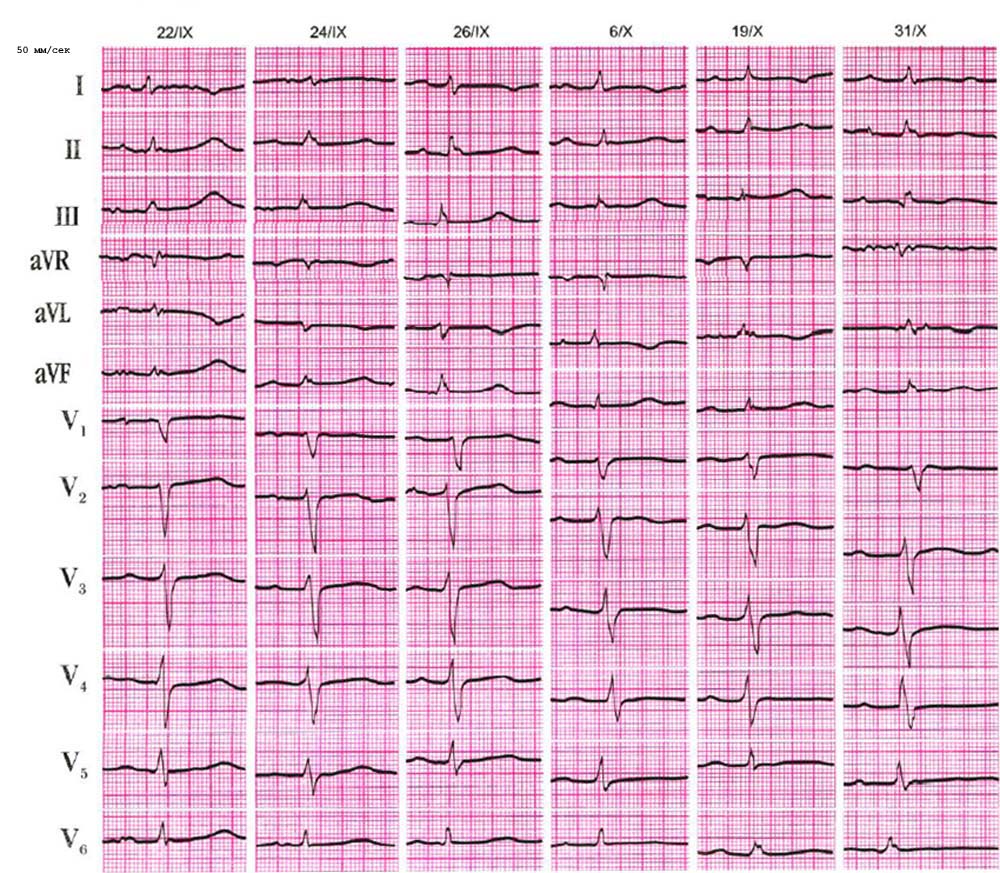 22/IX 24/IX 26/IX 6/X 19/X 31/X
50 мм/сек
I
II
III
aVR
aVL
aVF
V1
V2
V3
V4
V5
V6